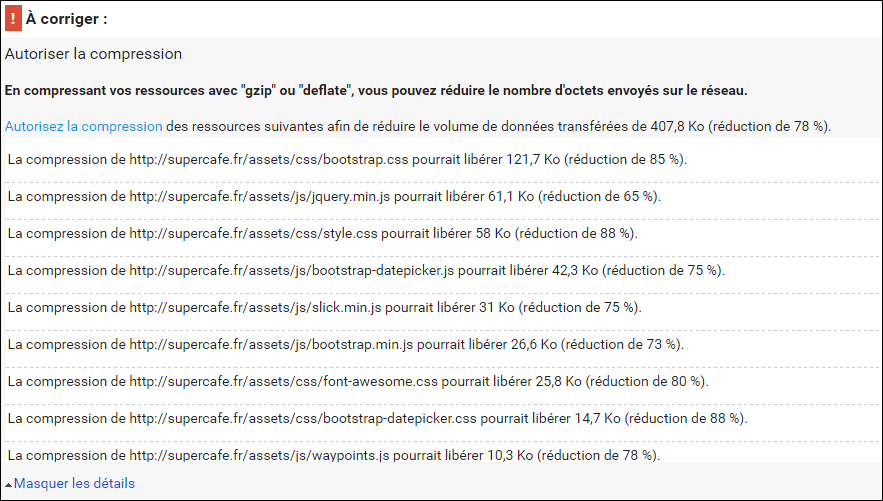 ! À corriger :
Autoriser la compression
En compressant vos ressources avec "gzip" ou "deflate", vous pouvez réduire le nombre d'octets envoyés sur le réseau.
Autorisez la compression des ressources suivantes afin de réduire le volume de données transférées de 407,8 Ko (réduction de 78 %).
La compression de http://supercafe.fr/assets/css/bootstrap.css pourrait libérer 121,7 Ko (réduction de 85 %).
La compression de http://supercafe.fr/assets/js/jquery.min.js pourrait libérer 61,1 Ko (réduction de 65 %).
La compression de http://supercafe.fr/assets/css/style.css pourrait libérer 58 Ko (réduction de 88 %).
La compression de http://supercafe.fr/assets/js/bootstrap-datepicker.js pourrait libérer 42,3 Ko (réduction de 75 %).
La compression de http://supercafe.fr/assets/js/slick.min.js pourrait libérer 31 Ko (réduction de 75 %).
La compression de http://supercafe.fr/assets/js/bootstrap.min.js pourrait libérer 26,6 Ko (réduction de 73 %).
La compression de http://supercafe.fr/assets/css/font-awesome.css pourrait libérer 25,8 Ko (réduction de 80 %).
La compression de http://supercafe.fr/assets/css/bootstrap-datepicker.css pourrait libérer 14,7 Ko (réduction de 88 %).
La compression de http://supercafe.fr/assets/js/waypoints.js pourrait libérer 10,3 Ko (réduction de 78 %).
Masquer les détails